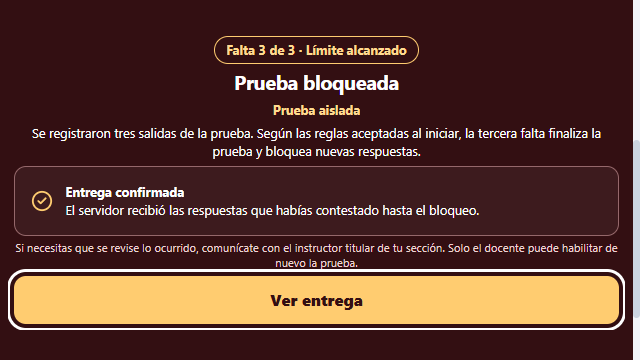 Falta 3 de 3 · Límite alcanzado
Prueba bloqueada
Prueba aislada
Se registraron tres salidas de la prueba. Según las reglas aceptadas al iniciar, la tercera falta finaliza la
prueba y bloquea nuevas respuestas.
Entrega confirmada
El servidor recibió las respuestas que habías contestado hasta el bloqueo.
Si necesitas que se revise lo ocurrido, comunícate con el instructor titular de tu sección. Solo el docente puede habilitar de
nuevo la prueba.
Ver entrega